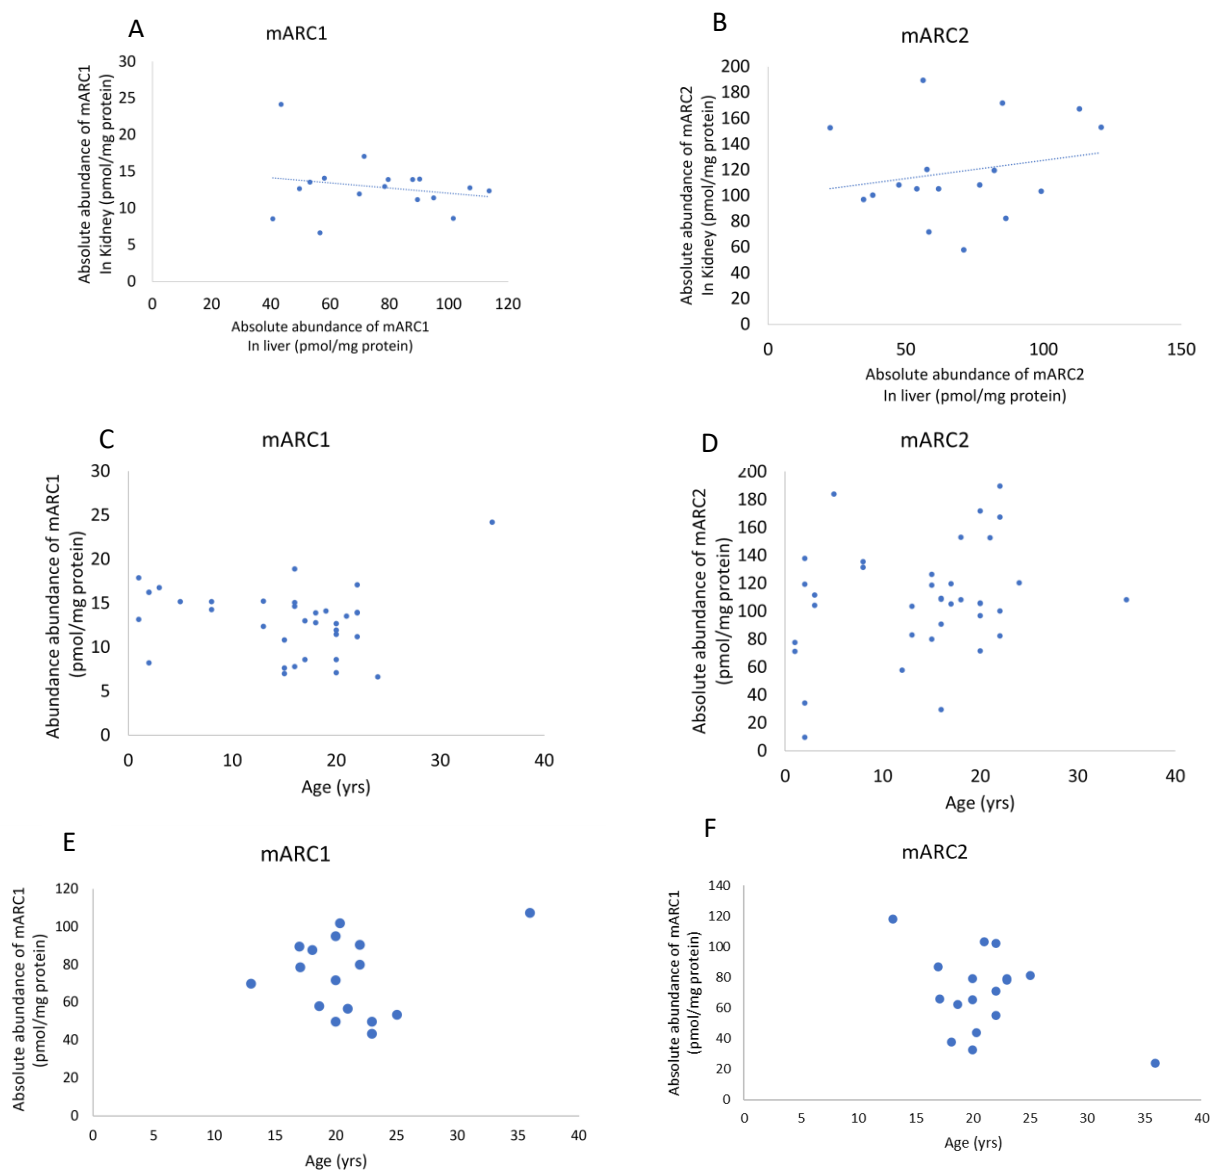 A
mARC1
Absolute abundance of mARC1
In Kidney (pmol/mg protein)
30
25
20
15
10
5
0
0 20 40 60 80 100 120
Absolute abundance of mARC1
In liver (pmol/mg protein)
B
mARC2
Absolute abundance of mARC2
In Kidney (pmol/mg protein)
200
180
160
140
120
100
80
60
40
20
0
0 50 100 150
Absolute abundance of mARC2
In liver (pmol/mg protein)
C
mARC1
Abundance abundance of mARC1
(pmol/mg protein)
30
25
20
15
10
5
0
0 10 20 30 40
Age (yrs)
D
mARC2
Absolute abundance of mARC2
(pmol/mg protein)
200
180
160
140
120
100
80
60
40
20
0
0 10 20 30 40
Age (yrs)
E
mARC1
Absolute abundance of mARC1
(pmol/mg protein)
120
100
80
60
40
20
0
0 5 10 15 20 25 30 35 40
Age (yrs)
F
mARC2
Absolute abundance of mARC1
(pmol/mg protein)
140
120
100
80
60
40
20
0
0 5 10 15 20 25 30 35 40
Age (yrs)